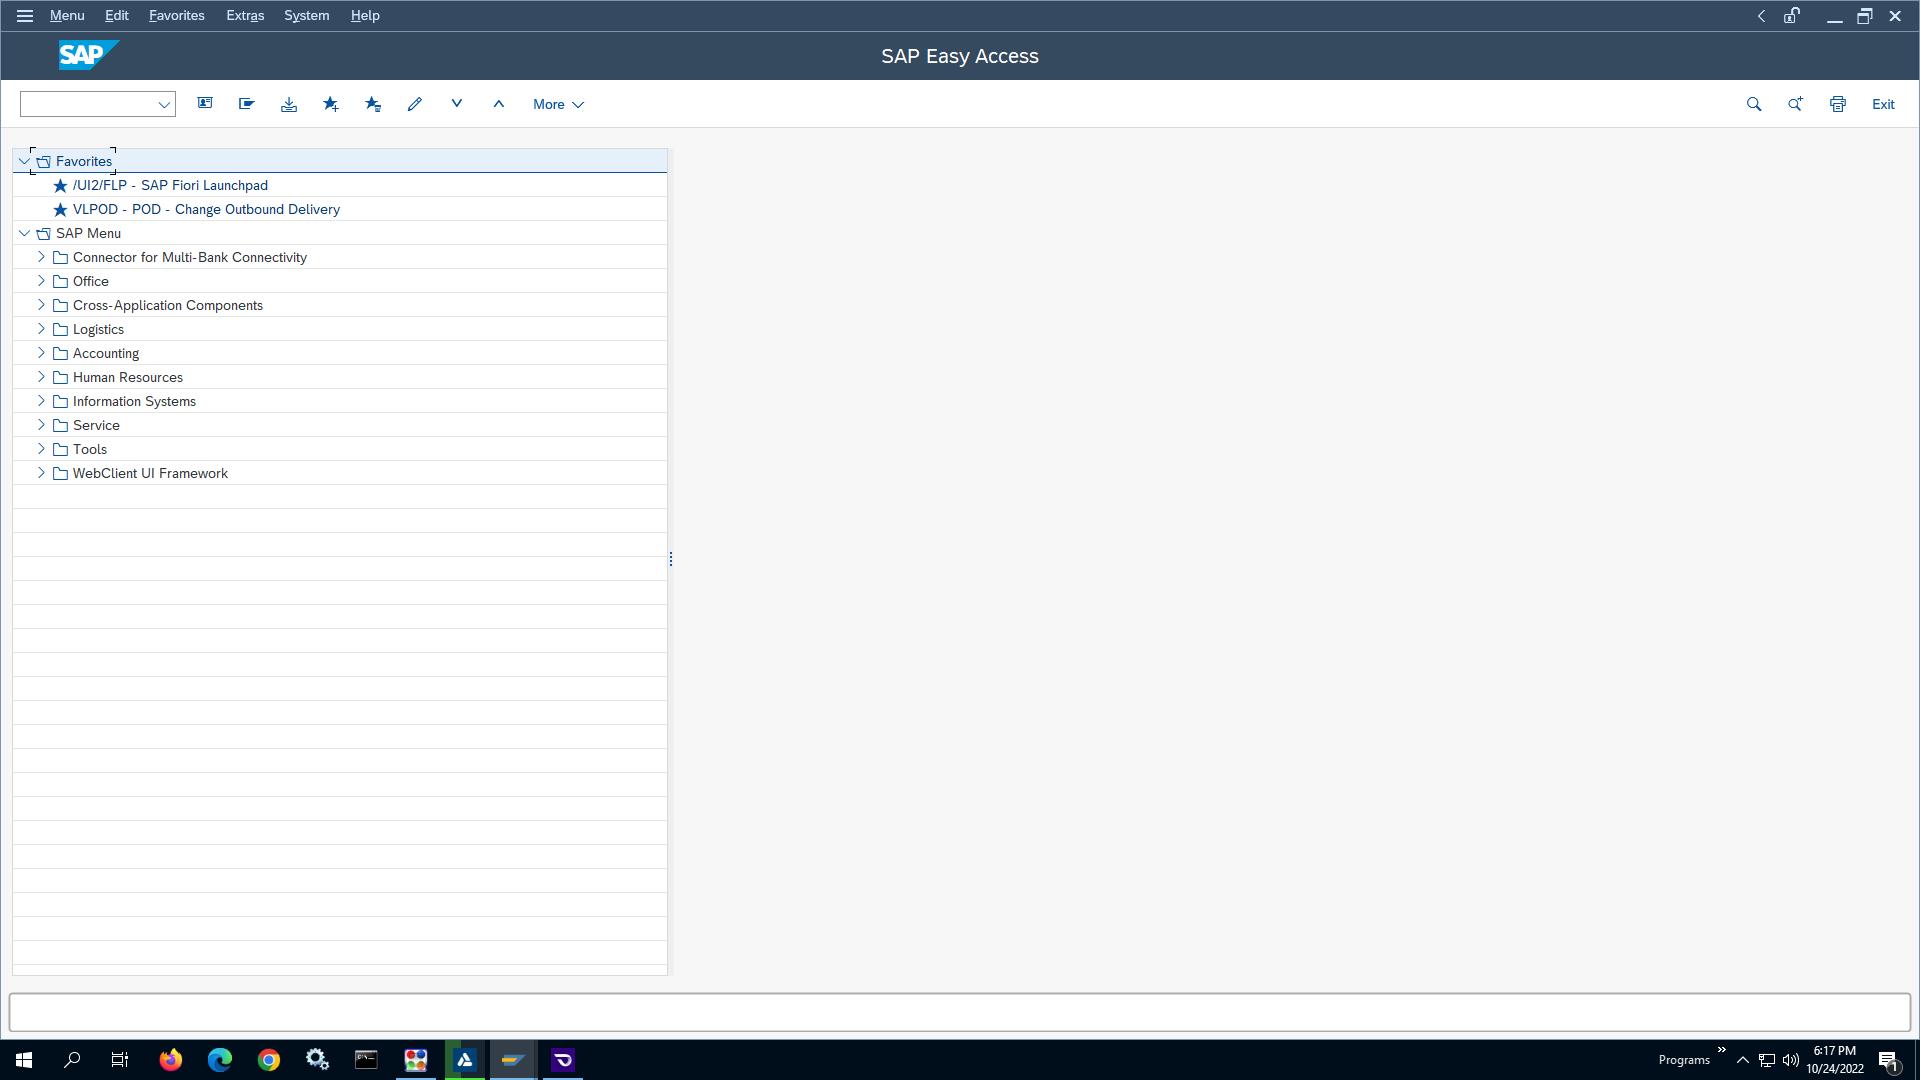 Menu Edit Favorites Extras System Help
SAP
SAP Easy Access
More
Exit
Favorites
/UI2/FLP - SAP Fiori Launchpad
VLPOD - POD - Change Outbound Delivery
SAP Menu
Connector for Multi-Bank Connectivity
Office
Cross-Application Components
Logistics
Accounting
Human Resources
Information Systems
Service
Tools
WebClient UI Framework
Programs
6:17 PM
10/24/2022
1